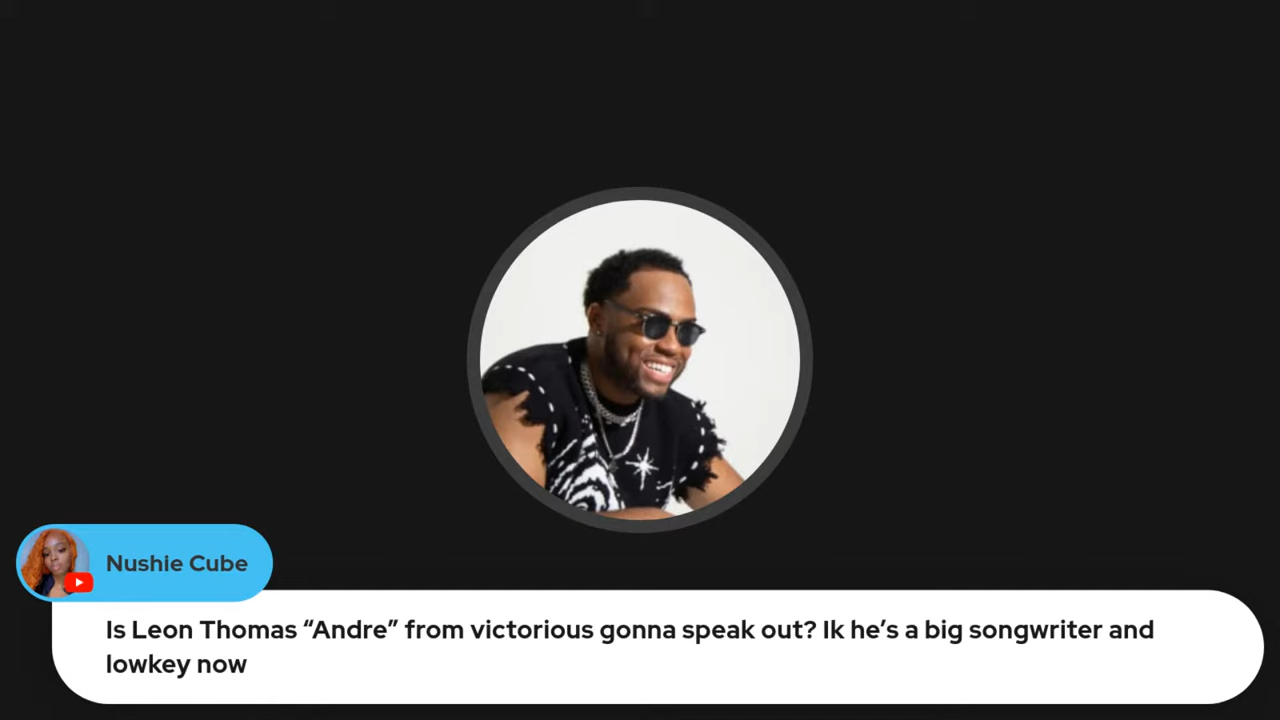 Nushie Cube
Is Leon Thomas “Andre” from victorious gonna speak out? Ik he’s a big songwriter and
lowkey now